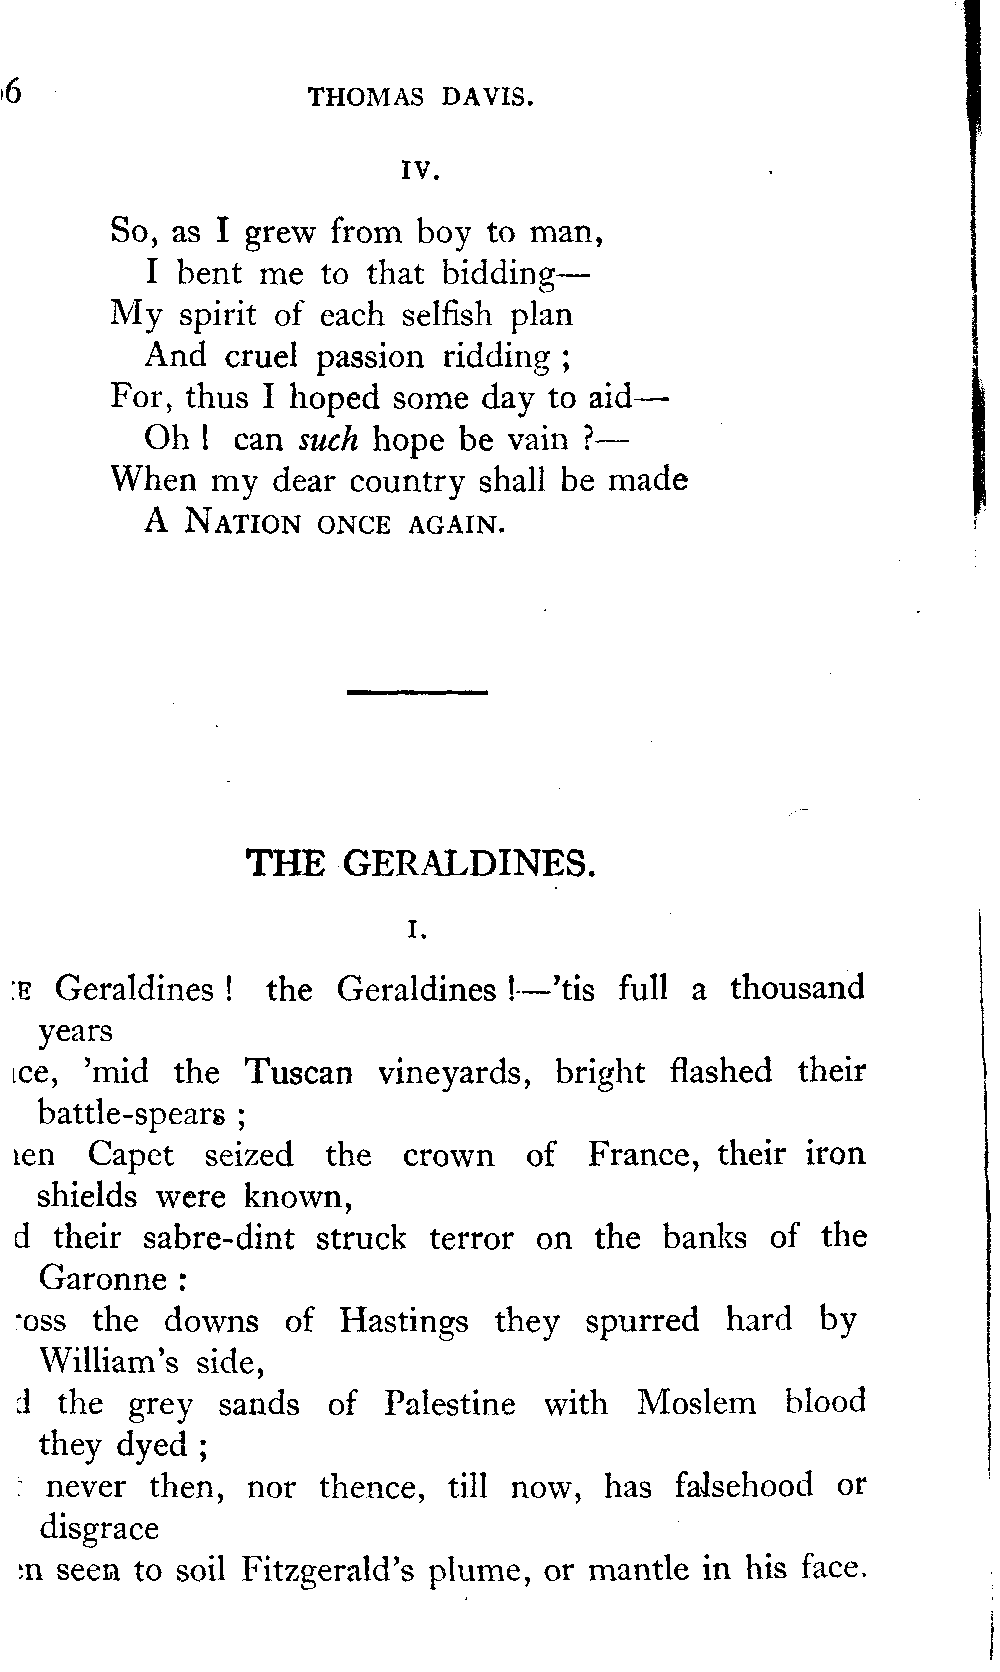 6 THOMAS DAVIS.
IV.
So, as I grew from boy to man,
I bent me to that bidding—
My spirit of each selfish plan
And cruel passion ridding ;
For, thus I hoped some day to aid—
Oh ! can such hope be vain ?—
When my dear country shall be made
A NATION ONCE AGAIN.
THE GERALDINES.
I.
E Geraldines ! the Geraldines !—'tis full a thousand
years
ce, 'mid the Tuscan vineyards, bright flashed their
battle-spears ;
en Capet seized the crown of France, their iron
shields were known,
d their sabre-dint struck terror on the banks of the
Garonne :
oss the downs of Hastings they spurred hard by
William's side,
d the grey sands of Palestine with Moslem blood
they dyed ;
never then, nor thence, till now, has falsehood or
disgrace
n seen to soil Fitzgerald's plume, or mantle in his face.